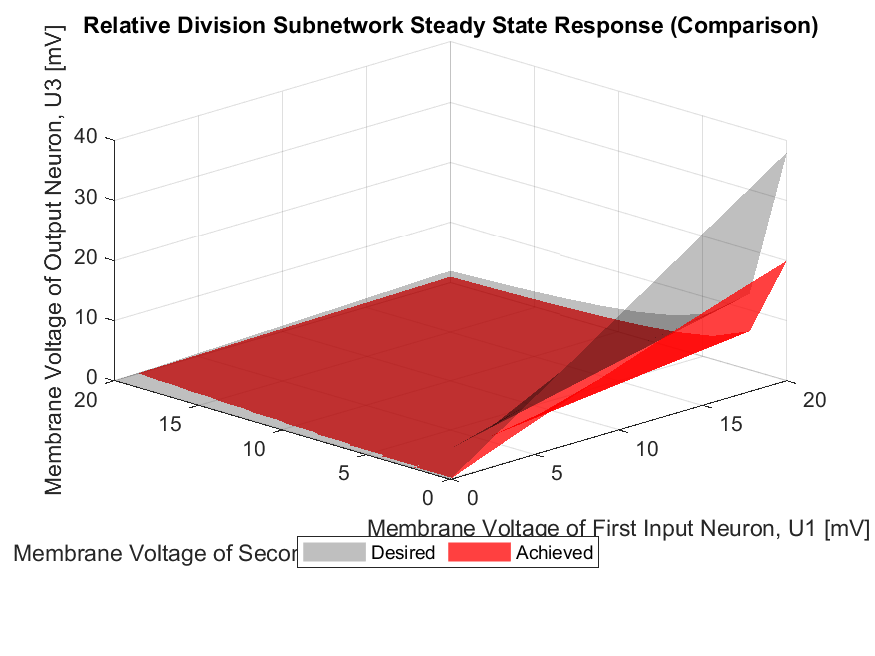 Relative Division Subnetwork Steady State Response (Comparison)
Membrane Voltage of Output Neuron, U3 [mV]
40
30
20
10
0
20
15
10
5
0
0
5
10
15
20
Membrane Voltage of First Input Neuron, U1 [mV]
Membrane Voltage of
Desired
Achieved